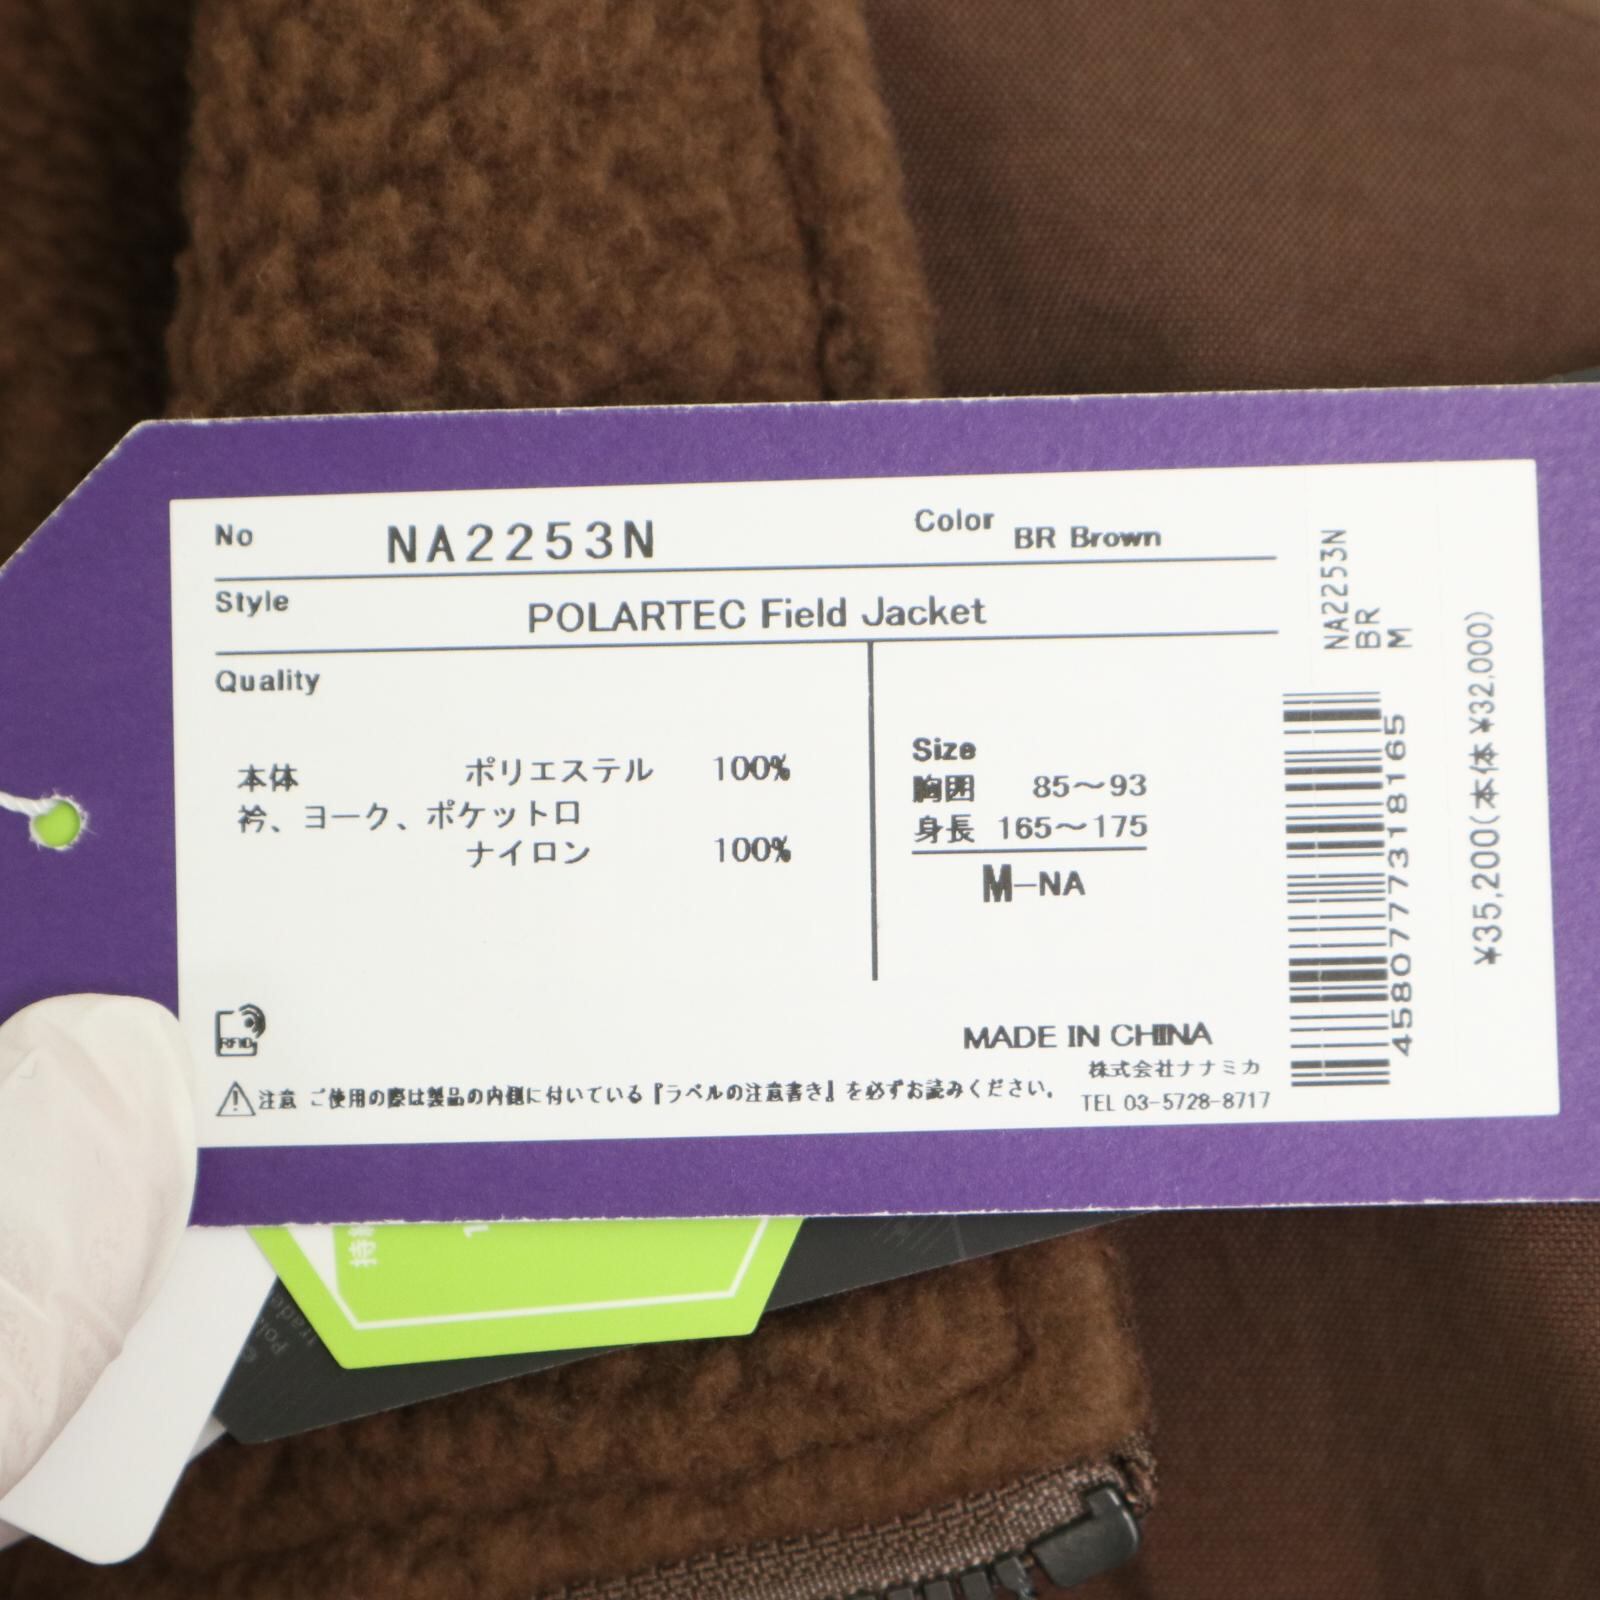 No NA2253N Color BR Brown
Style POLARTEC Field Jacket
Quality
本体 ポリエステル 100%
衿、ヨーク、ポケット口
ナイロン 100%
Size
胸囲 85～93
身長 165～175
M-NA
RFID
MADE IN CHINA
株式会社ナナミカ
⚠注意 ご使用の際は製品の内側に付いている『ラベルの注意書き』を必ずお読みください。
TEL 03-5728-8717
NA2253N
BR
M
4580777318165
¥35,200(本体 ¥32,000)